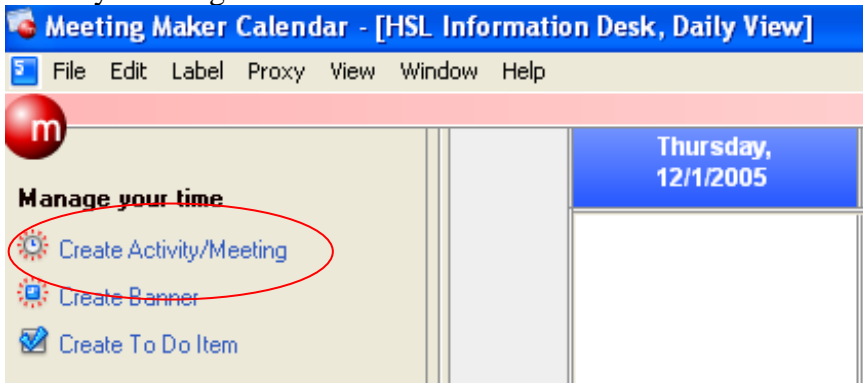 Meeting Maker Calendar - [HSL Information Desk, Daily View]
5 File Edit Label Proxy View Window Help
m
Thursday,
12/1/2005
Manage your time
Create Activity/Meeting
Create Banner
Create To Do Item